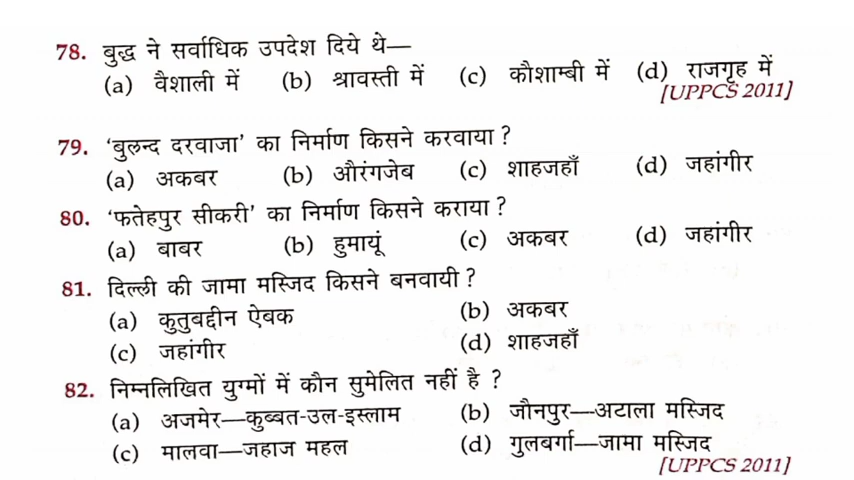 78. बुद्ध ने सर्वाधिक उपदेश दिये थे—
(a) वैशाली में (b) श्रावस्ती में (c) कौशाम्बी में (d) राजगृह में
[UPPCS 2011]
79. ‘बुलन्द दरवाजा’ का निर्माण किसने करवाया ?
(a) अकबर (b) औरंगजेब (c) शाहजहाँ (d) जहांगीर
80. ‘फतेहपुर सीकरी’ का निर्माण किसने कराया ?
(a) बाबर (b) हुमायूं (c) अकबर (d) जहांगीर
81. दिल्ली की जामा मस्जिद किसने बनवायी ?
(a) कुतुबद्दीन ऐबक (b) अकबर
(c) जहांगीर (d) शाहजहाँ
82. निम्नलिखित युग्मों में कौन सुमेलित नहीं है ?
(a) अजमेर—कुब्बत-उल-इस्लाम (b) जौनपुर—अटाला मस्जिद
(c) मालवा—जहाज महल (d) गुलबर्गा—जामा मस्जिद
[UPPCS 2011]